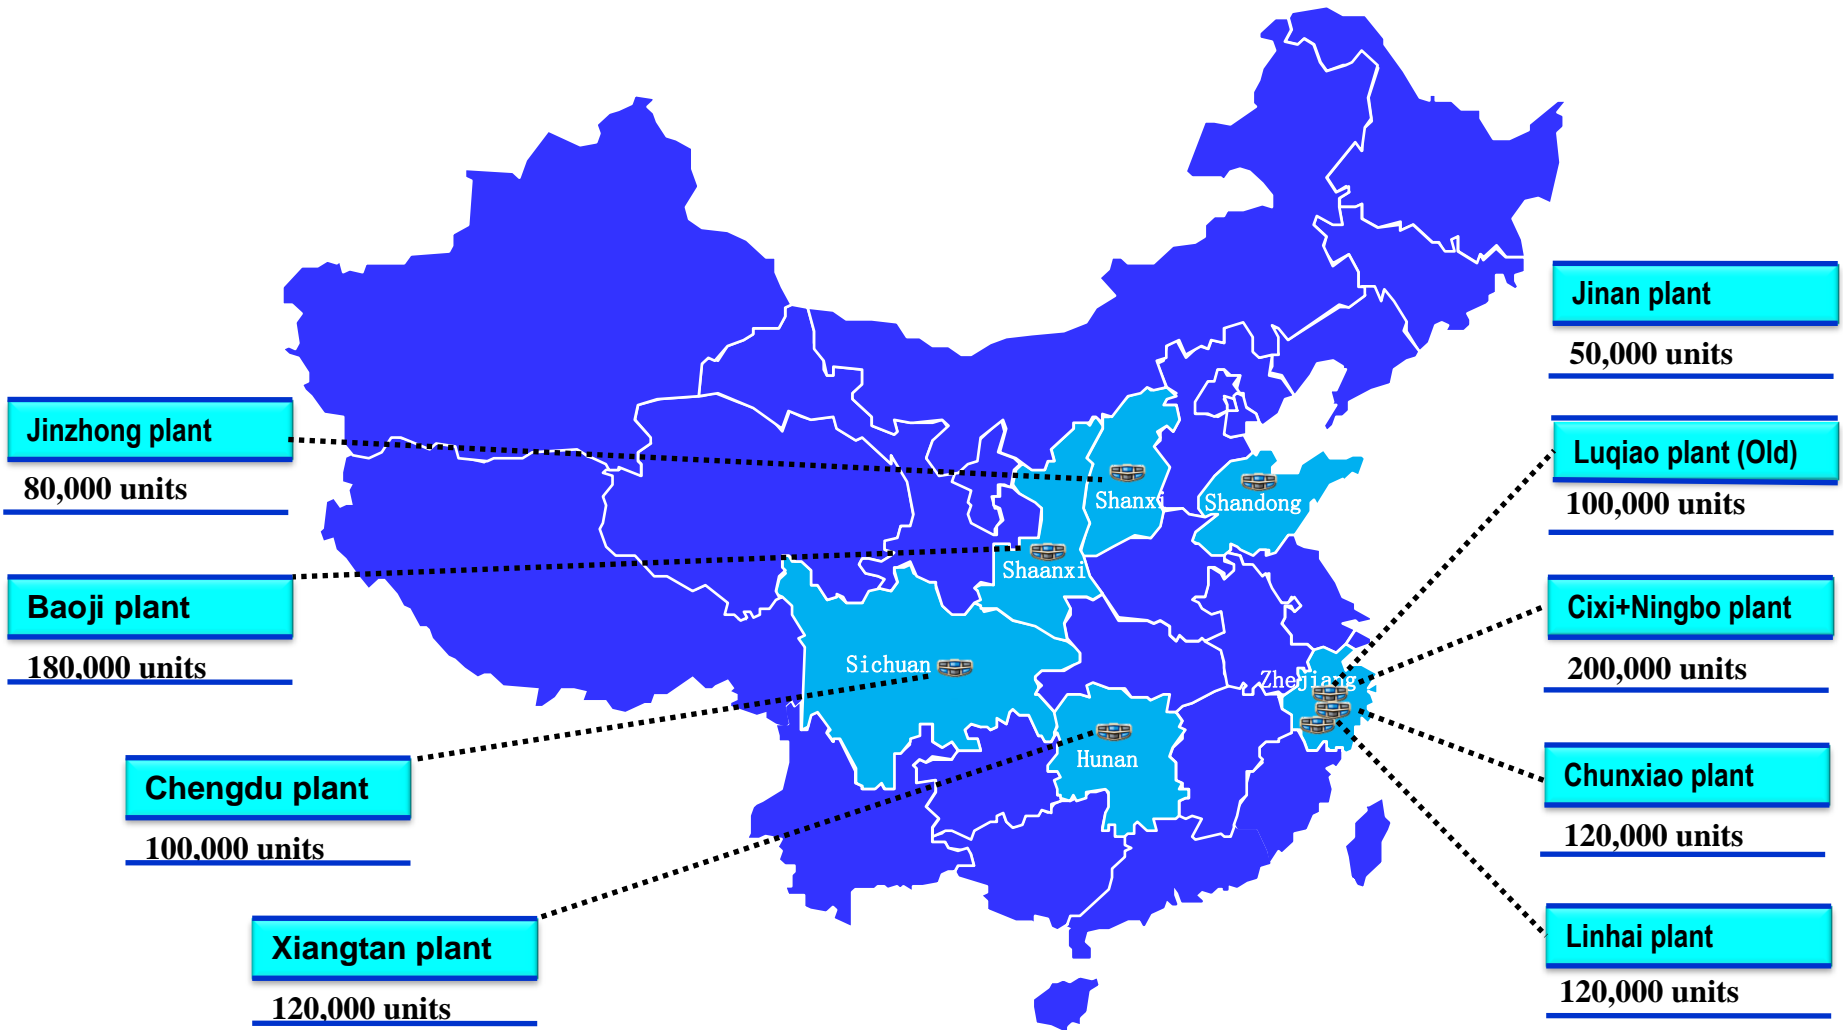 Jinan plant
50,000 units
Jinzhong plant
80,000 units
Luqiao plant (Old)
100,000 units
Shanxi
Shandong
Baoji plant
180,000 units
Shaanxi
Cixi+Ningbo plant
200,000 units
Sichuan
Zhejiang
Chengdu plant
100,000 units
Hunan
Chunxiao plant
120,000 units
Xiangtan plant
120,000 units
Linhai plant
120,000 units